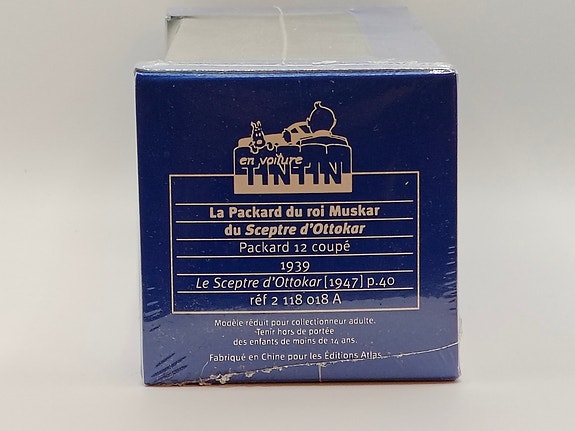 en voiture
TINTIN
La Packard du roi Muskar
du Sceptre d'Ottokar
Packard 12 coupé
1939
Le Sceptre d'Ottokar [1947] p.40
réf 2 118 018 A
Modèle réduit pour collectionneur adulte.
Tenir hors de portée
des enfants de moins de 14 ans.
Fabriqué en Chine pour les Éditions Atlas.